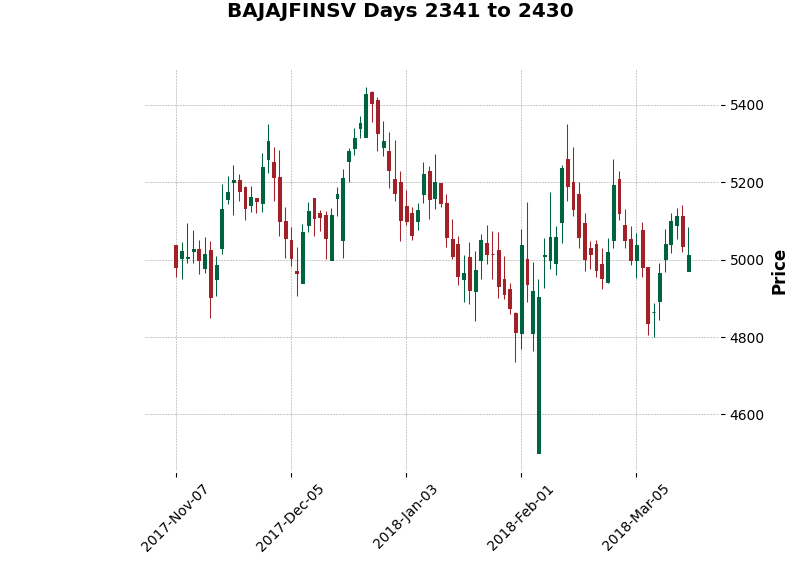 BAJAJFINSV Days 2341 to 2430
5400
5200
5000
4800
4600
Price
2017-Nov-07
2017-Dec-05
2018-Jan-03
2018-Feb-01
2018-Mar-05